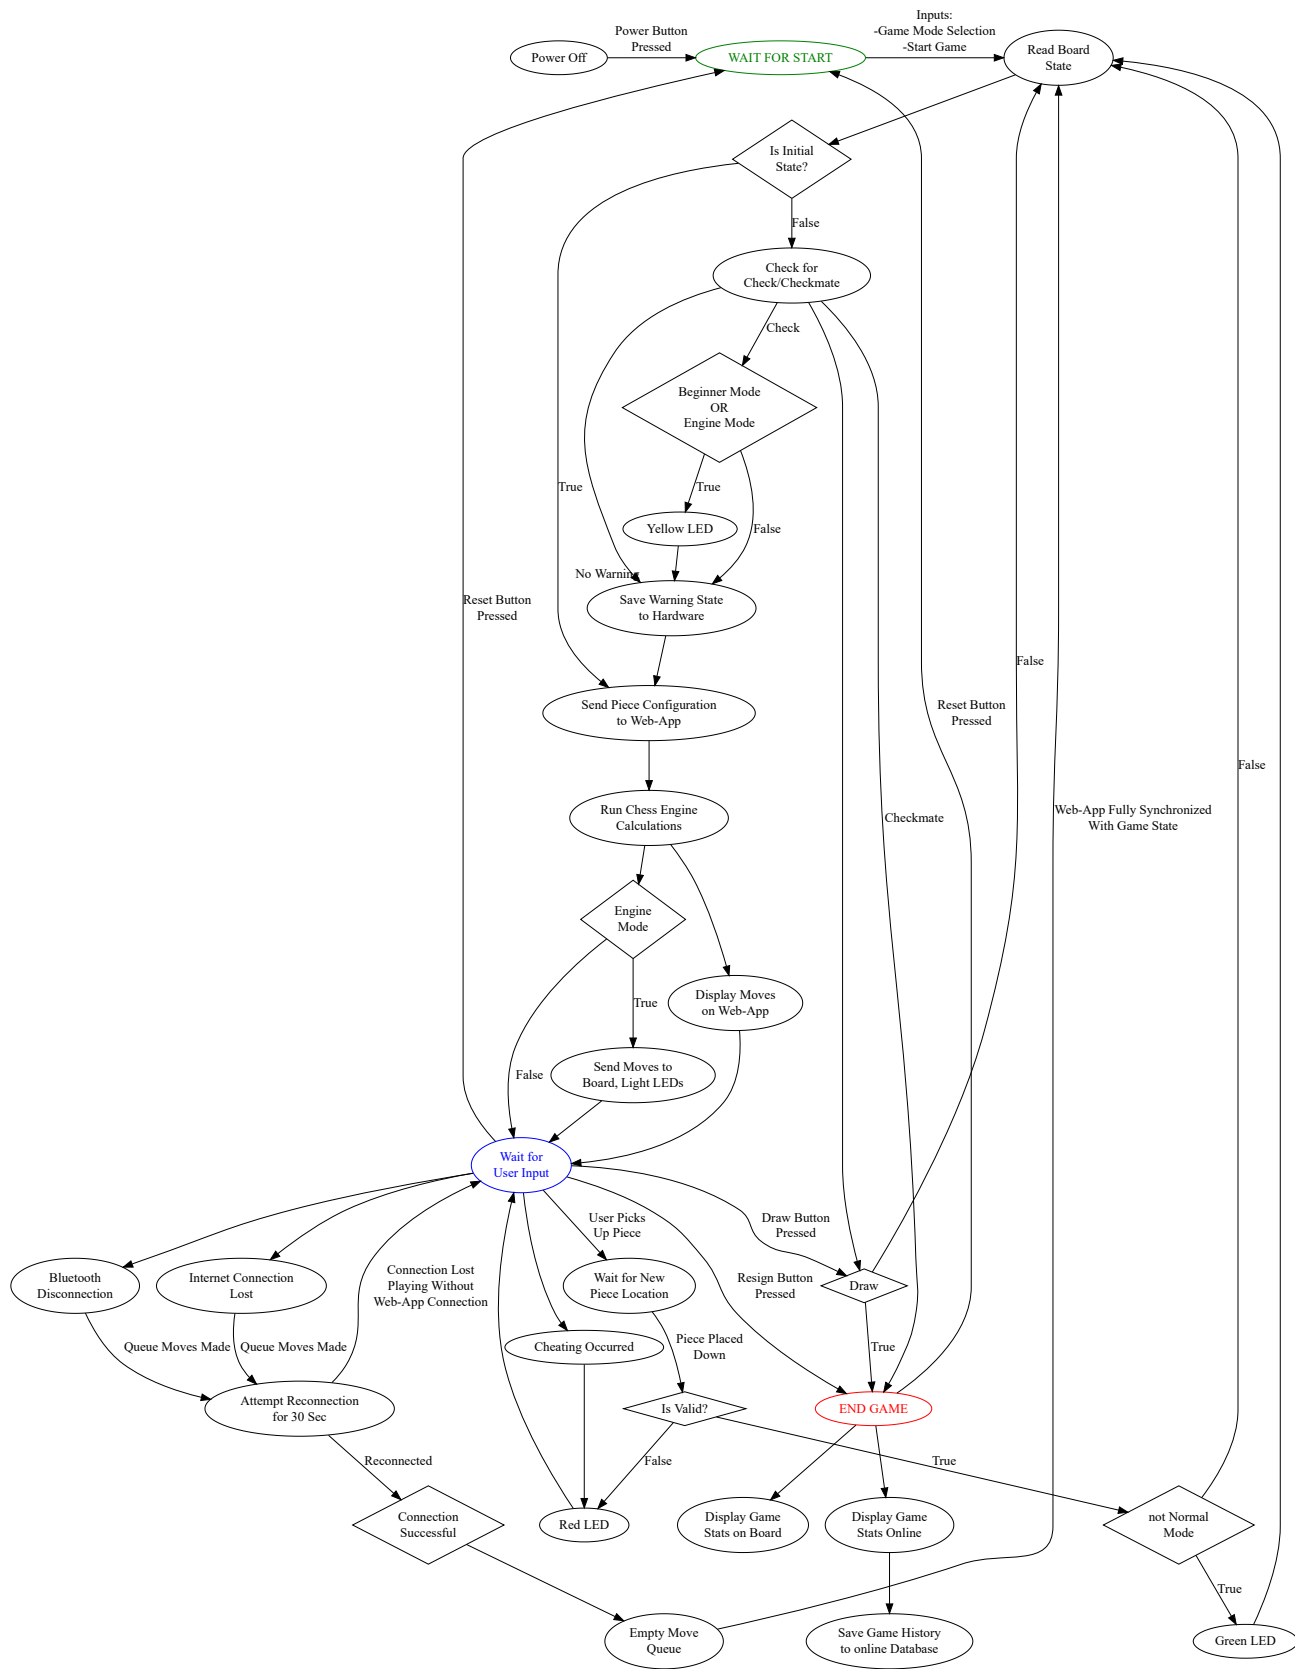 Inputs:
-Game Mode Selection
-Start Game
Power Button
Pressed
Power Off
WAIT FOR START
Read Board
State
Is Initial
State?
False
Check for
Check/Checkmate
Check
Beginner Mode
OR
Engine Mode
True
True
Yellow LED
False
No Warning
Save Warning State
to Hardware
Reset Button
Pressed
False
Send Piece Configuration
to Web-App
Reset Button
Pressed
False
Run Chess Engine
Calculations
Checkmate
Web-App Fully Synchronized
With Game State
Engine
Mode
True
Display Moves
on Web-App
False
Send Moves to
Board, Light LEDs
Wait for
User Input
User Picks
Up Piece
Draw Button
Pressed
Bluetooth
Disconnection
Internet Connection
Lost
Connection Lost
Playing Without
Web-App Connection
Wait for New
Piece Location
Resign Button
Pressed
Draw
Queue Moves Made
Queue Moves Made
Cheating Occurred
Piece Placed
Down
True
Attempt Reconnection
for 30 Sec
Is Valid?
END GAME
Reconnected
False
True
Connection
Successful
Red LED
Display Game
Stats on Board
Display Game
Stats Online
not Normal
Mode
True
Empty Move
Queue
Save Game History
to online Database
Green LED